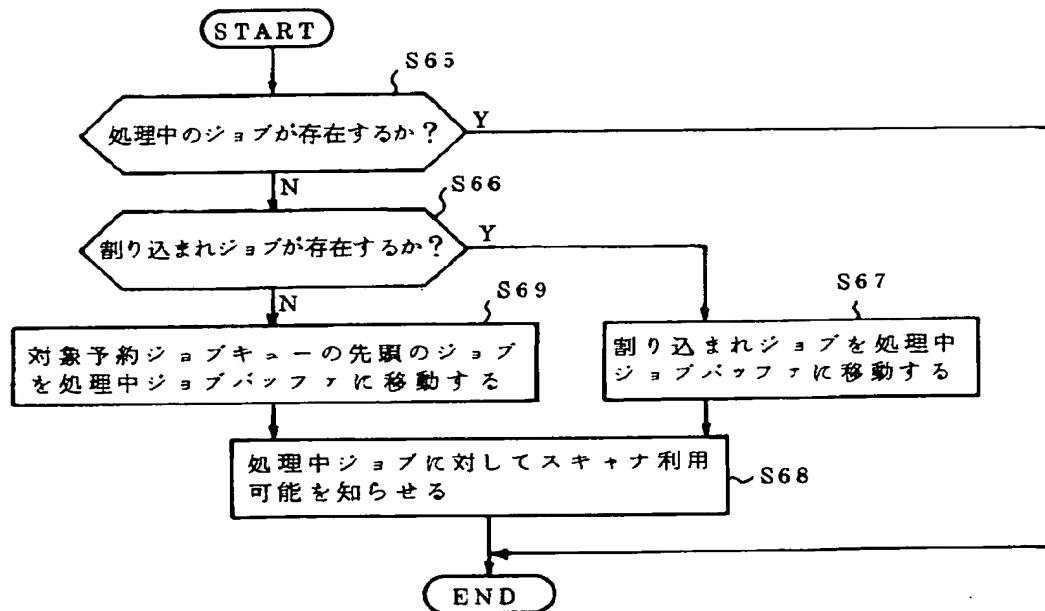 START
S65
処理中のジョブが存在するか？
Y
N
S66
割り込まれジョブが存在するか？
Y
N
S69
S67
対象予約ジョブキューの先頭のジョブ
を処理中ジョブバッファに移動する
割り込まれジョブを処理中
ジョブバッファに移動する
処理中ジョブに対してスキャナ利用
可能を知らせる
S68
END